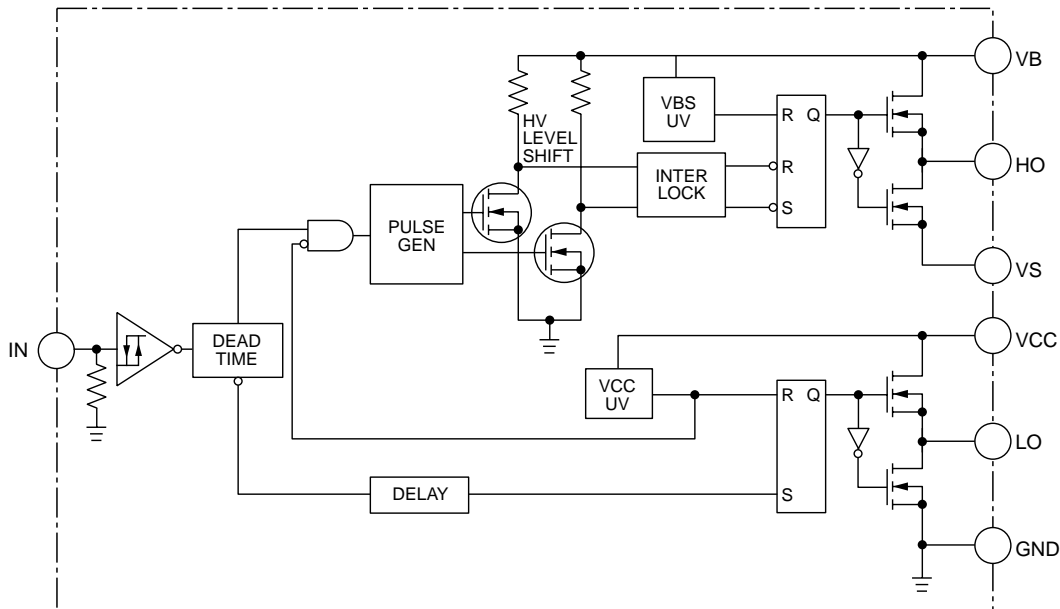 VB
VBS
UV
R Q
HV
LEVEL
SHIFT
INTER
LOCK
R
S
HO
PULSE
GEN
VS
IN
DEAD
TIME
VCC
VCC
UV
R Q
LO
DELAY
S
GND